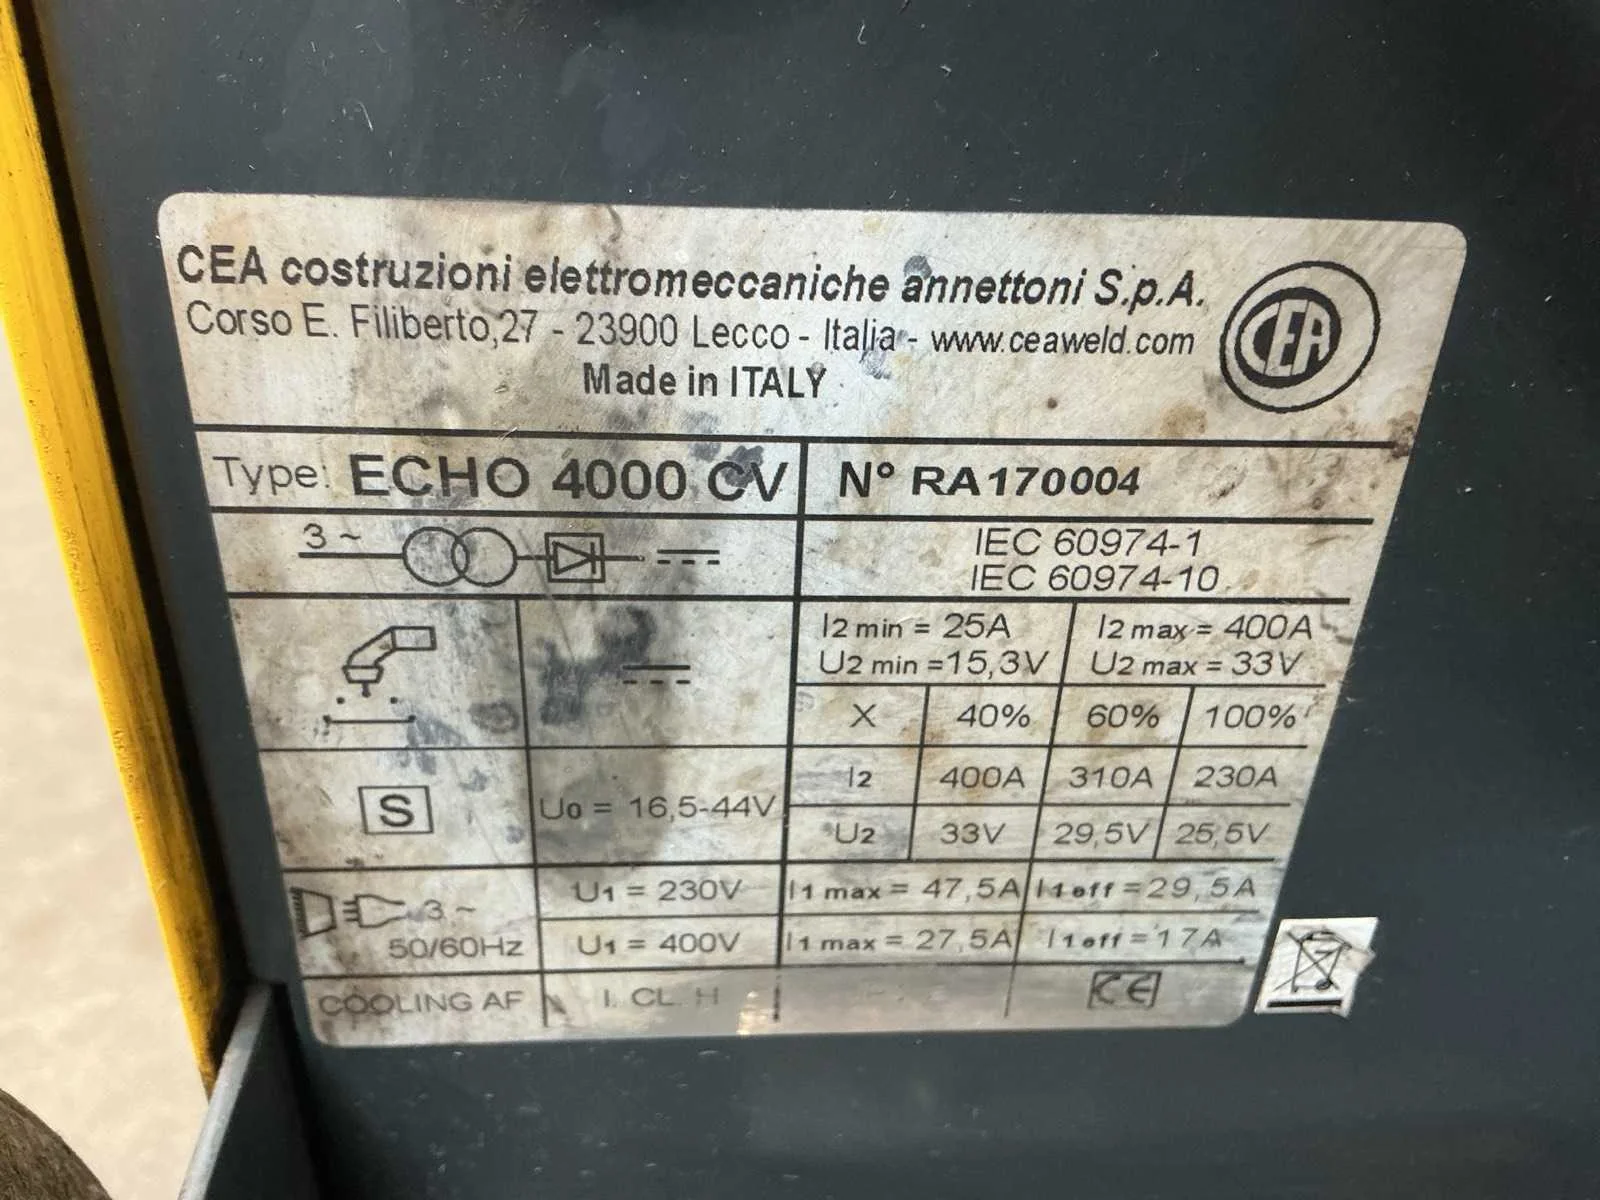 CEA costruzioni elettromeccaniche annettoni S.p.A.
Corso E. Filiberto,27 - 23900 Lecco - Italia - www.ceaweld.com
Made in ITALY
CEA
Type: ECHO 4000 CV
N° RA170004
3 ~
IEC 60974-1
IEC 60974-10
I2 min = 25A
U2 min =15,3V
I2 max = 400A
U2 max = 33V
X 40% 60% 100%
I2 400A 310A 230A
U2 33V 29,5V 25,5V
S
U0 = 16,5-44V
3 ~
50/60Hz
U1 = 230V I1 max = 47,5A I1 eff = 29,5A
U1 = 400V I1 max = 27,5A I1 eff = 17A
COOLING AF I. CL. H CE